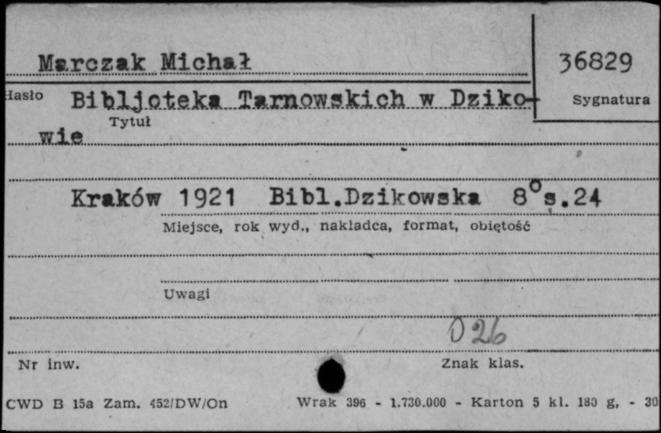 Marczak Michał
36829
Hasło
Bibljoteka Tarnowskich w Dziko-
Sygnatura
Tytuł
wie
Kraków 1921 Bibl.Dzikowska 8° s.24
Miejsce, rok wyd., nakładca, format, objętość
Uwagi
026
Nr inw.
Znak klas.
CWD B 15a Zam. 452/DW/On Wrak 396 - 1.730.000 - Karton 5 kl. 180 g, - 30